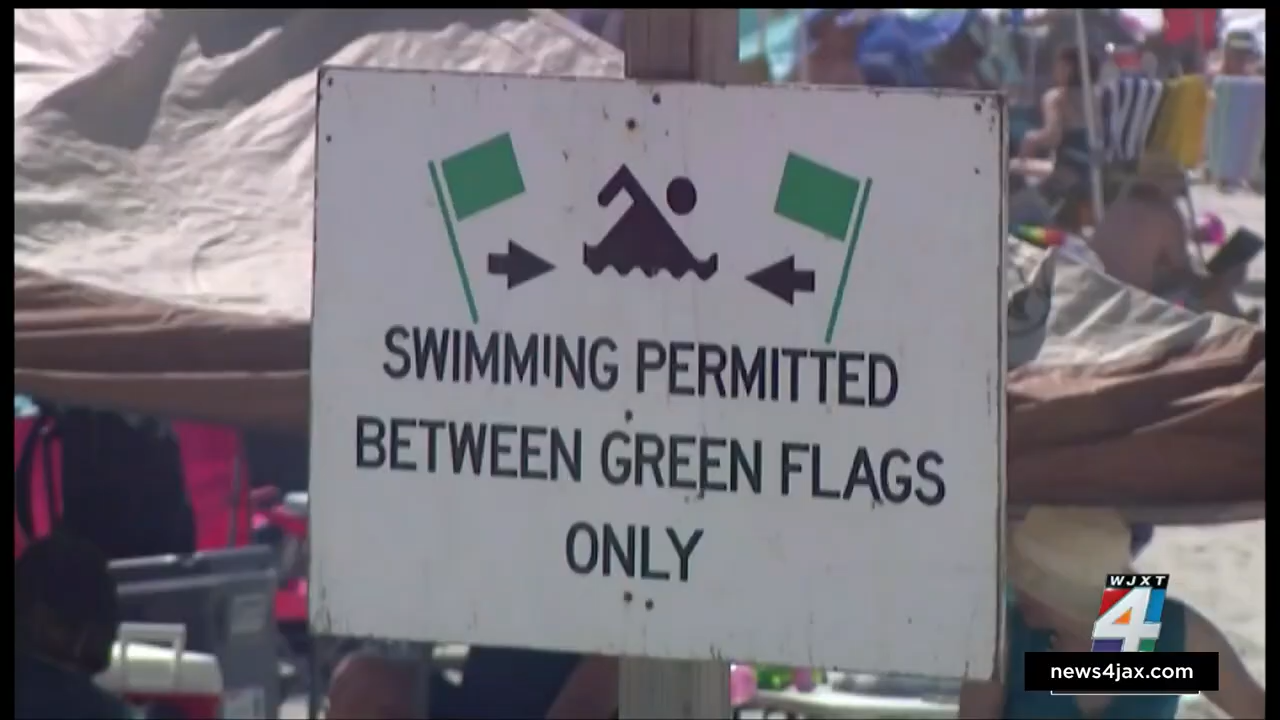 SWIMMING PERMITTED
BETWEEN GREEN FLAGS
ONLY
WJXT
4
news4jax.com